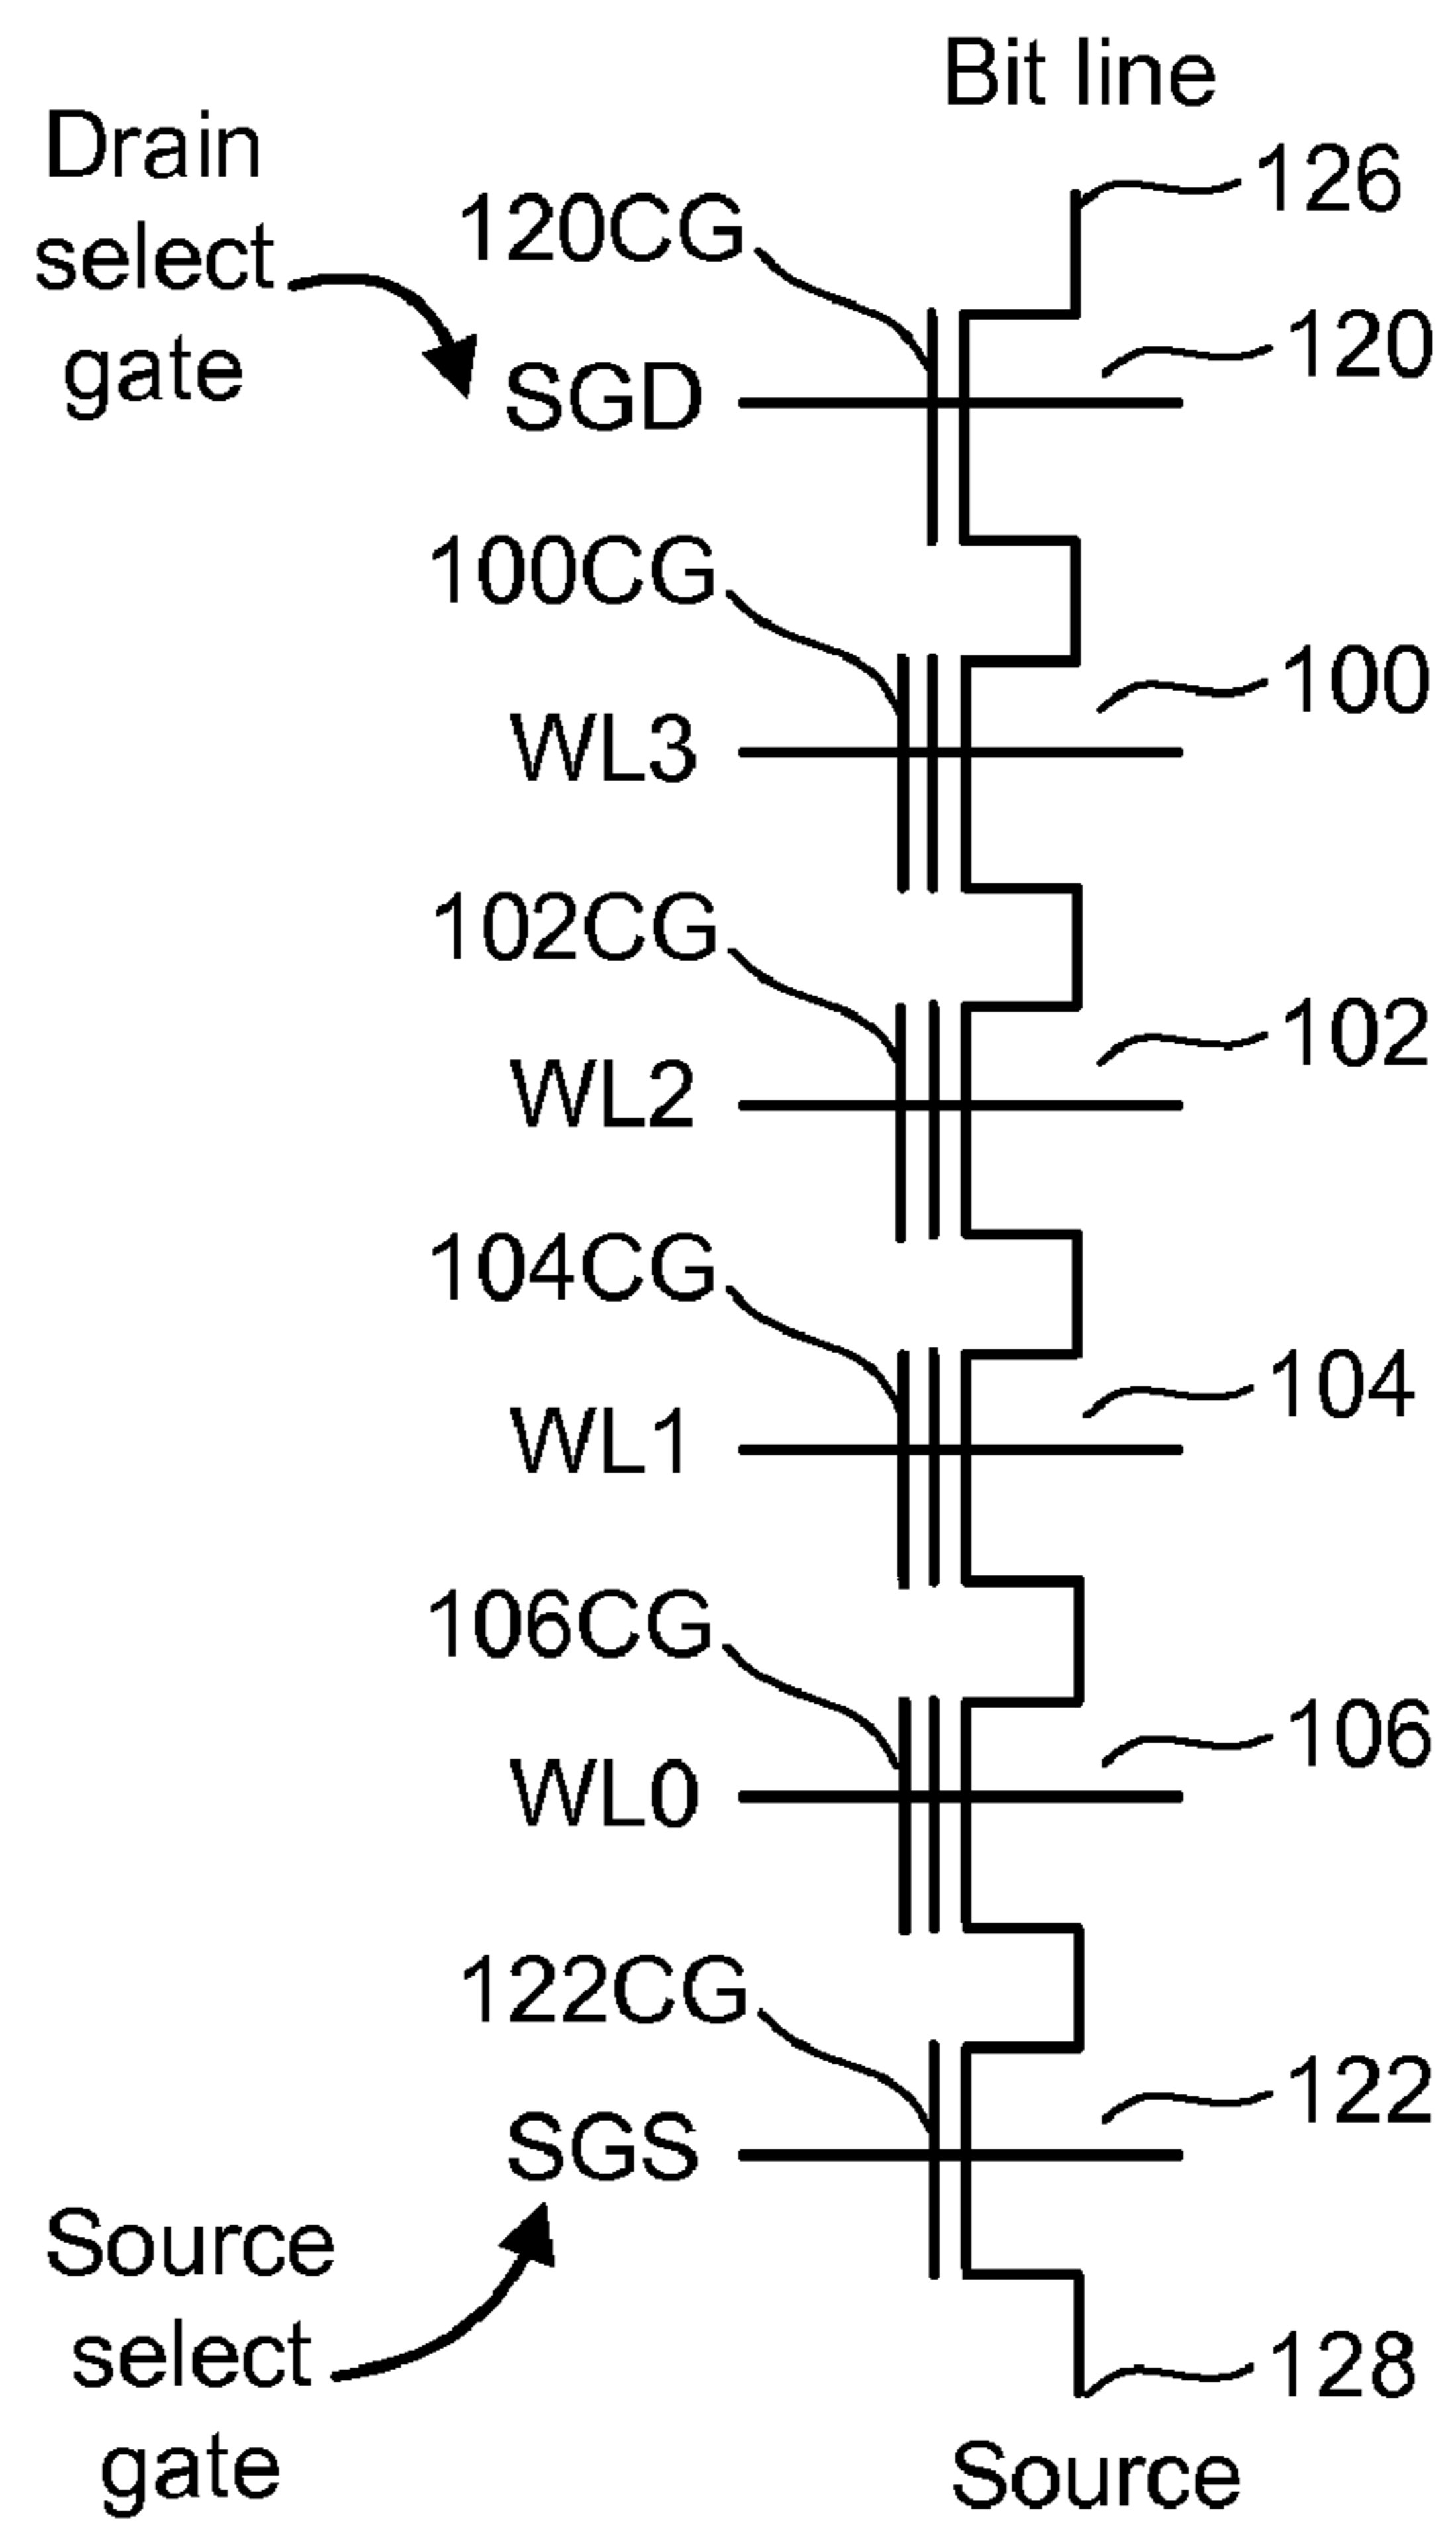 Bit line
126
Drain
select
gate
120CG
120
SGD
100CG
100
WL3
102CG
102
WL2
104CG
104
WL1
106CG
106
WL0
122CG
122
SGS
Source
select
gate
128
Source